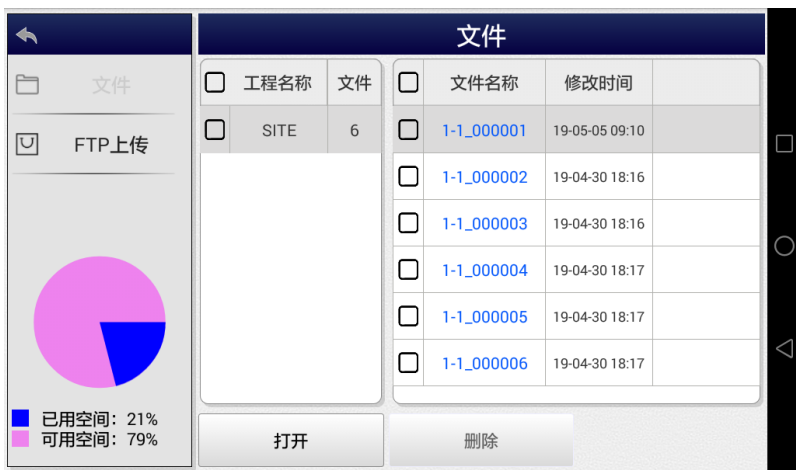 文件
文件
FTP上传
已用空间：21%
可用空间：79%
工程名称 文件
SITE 6
文件名称 修改时间
1-1_000001 19-05-05 09:10
1-1_000002 19-04-30 18:16
1-1_000003 19-04-30 18:16
1-1_000004 19-04-30 18:17
1-1_000005 19-04-30 18:17
1-1_000006 19-04-30 18:17
打开 删除